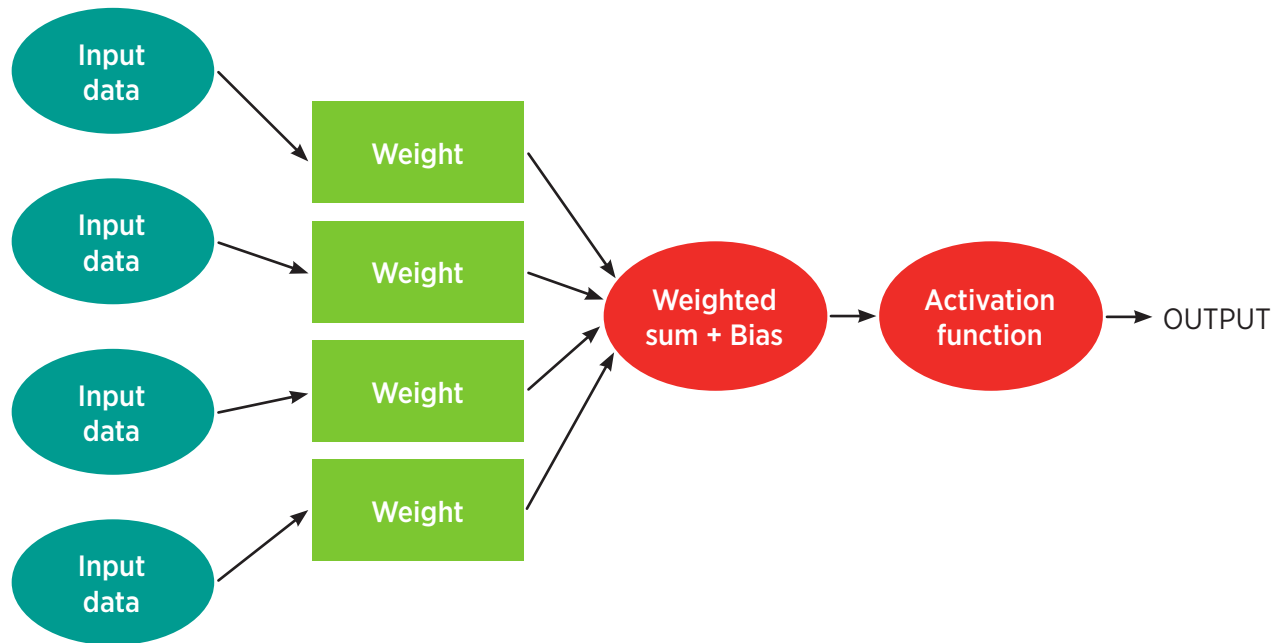 Input
data
Input
data
Input
data
Input
data
Weight
Weight
Weight
Weight
Weighted
sum + Bias
Activation
function
OUTPUT